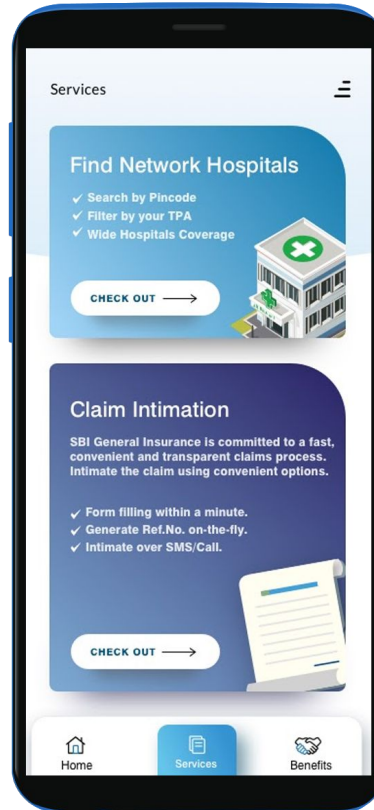 Services
Find Network Hospitals
Search by Pincode
Filter by your TPA
Wide Hospitals Coverage
CHECK OUT
Claim Intimation
SBI General Insurance is committed to a fast,
convenient and transparent claims process.
Intimate the claim using convenient options.
Form filling within a minute.
Generate Ref.No. on-the-fly.
Intimate over SMS/Call.
CHECK OUT
Home
Services
Benefits